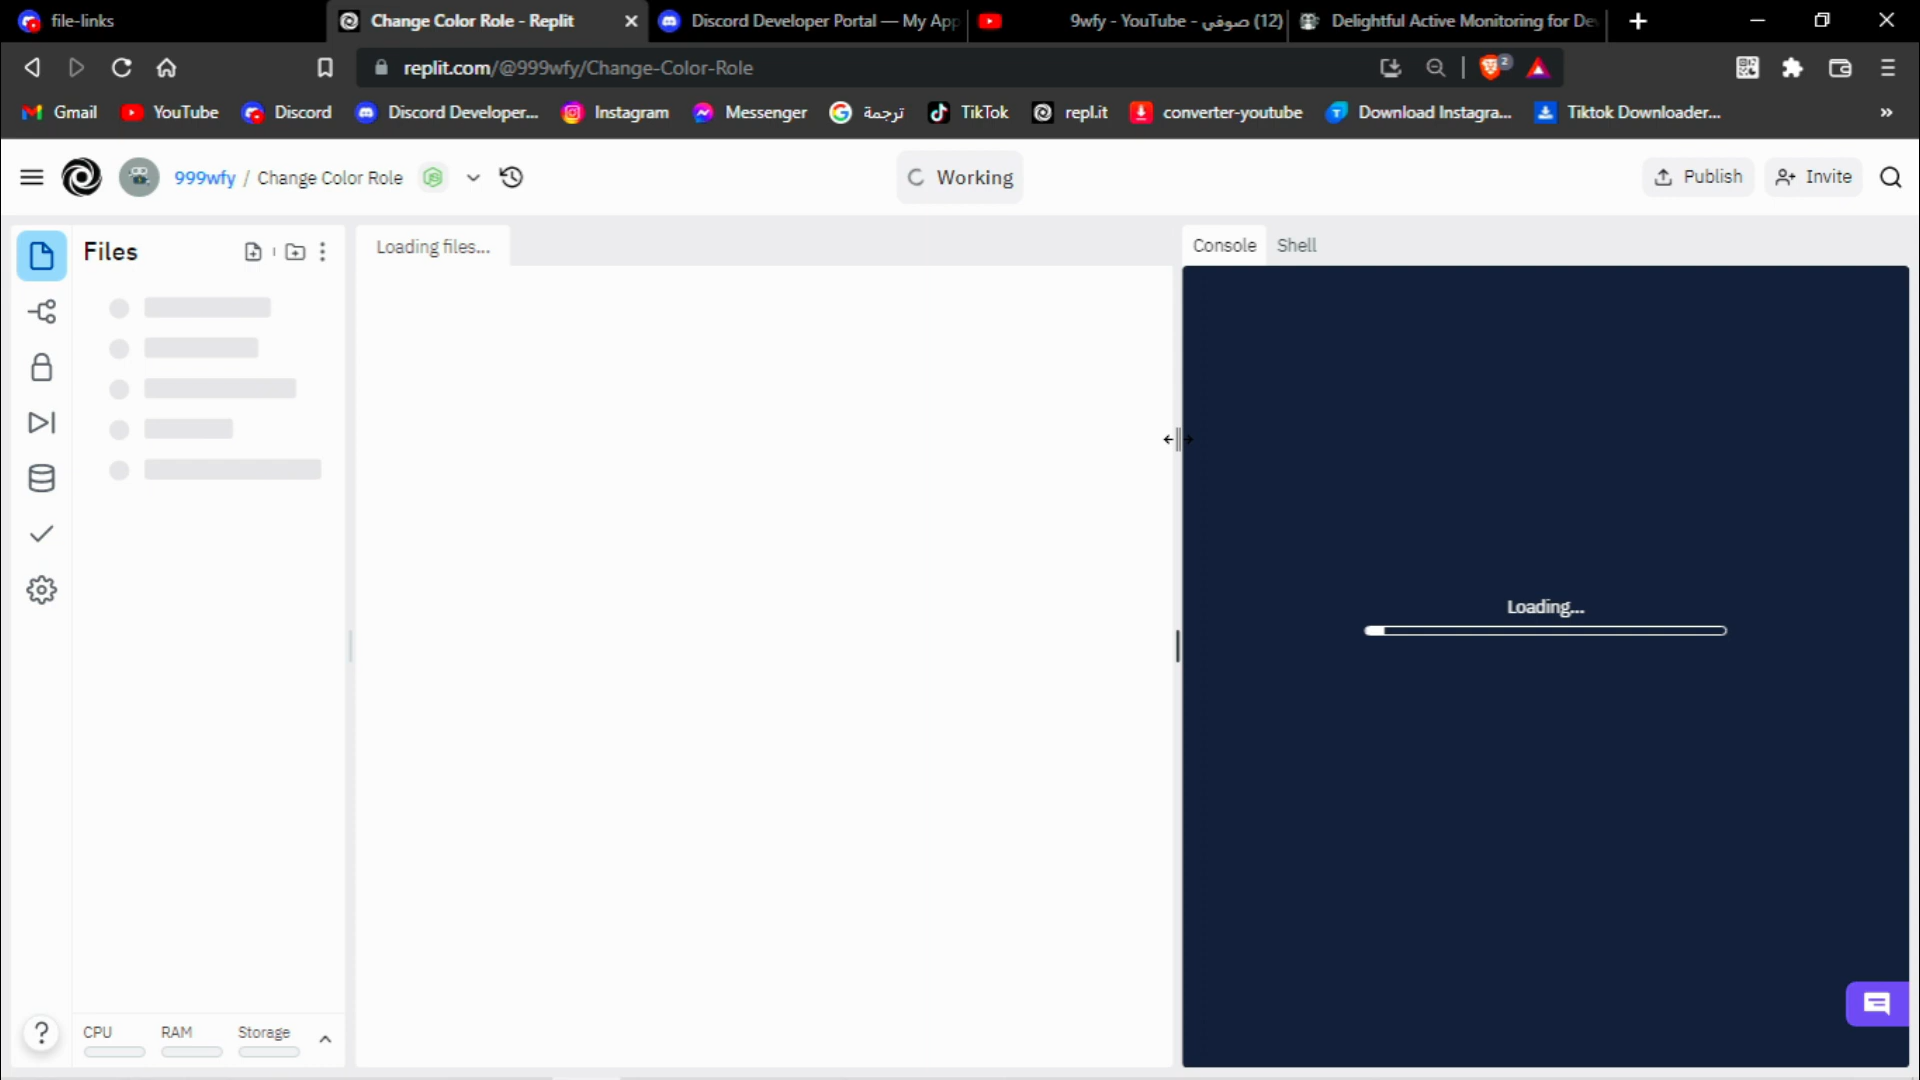 file-links
Change Color Role - Replit
Discord Developer Portal — My App
9wfy - YouTube - صوفي (12)
Delightful Active Monitoring for De
replit.com/@999wfy/Change-Color-Role
2
Gmail
YouTube
Discord
Discord Developer...
Instagram
Messenger
ترجمة
TikTok
repl.it
converter-youtube
Download Instagra...
Tiktok Downloader...
»
999wfy / Change Color Role
Working
Publish
Invite
Files
Loading files...
Console
Shell
Loading...
?
CPU
RAM
Storage